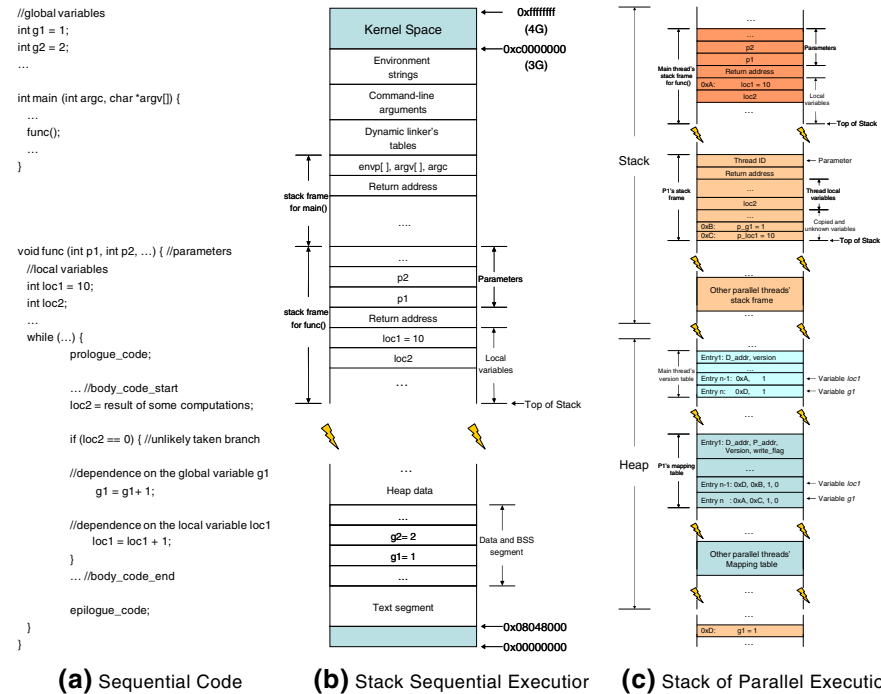 //global variables
int g1 = 1;
int g2 = 2;
…
int main (int argc, char *argv[]) {
…
func();
…
}
void func (int p1, int p2, …) { //parameters
//local variables
int loc1 = 10;
int loc2;
…
while (…) {
prologue_code;
… //body_code_start
loc2 = result of some computations;
if (loc2 == 0) { //unlikely taken branch
//dependence on the global variable g1
g1 = g1+ 1;
//dependence on the local variable loc1
loc1 = loc1 + 1;
}
… //body_code_end
epilogue_code;
}
}
(a) Sequential Code
Kernel Space
0xffffffff
(4G)
0xc0000000
(3G)
Environment
strings
Command-line
arguments
Dynamic linker's
tables
envp[ ], argv[ ], argc
Return address
….
stack frame
for main()
…
p2
p1
Parameters
Return address
stack frame
for func()
loc1 = 10
loc2
Local
variables
…
Top of Stack
…
Heap data
…
g2= 2
g1= 1
…
Data and BSS
segment
Text segment
0x08048000
0x00000000
(b) Stack Sequential Execution
Stack
Heap
…
…
p2
p1
Parameters
Return address
Main thread's
stack frame
for func()
0xA: loc1 = 10
loc2
Local
variables
Top of Stack
…
Thread ID
Parameter
Return address
…
loc2
Thread local
variables
P1's stack
frame
…
0xB: p_g1 = 1
0xC: p_loc1 = 10
Copied and
unknown variables
Top of Stack
…
Other parallel threads'
stack frame
…
…
Entry1: D_addr, version
…
Entry n-1: 0xA, 1
Entry n: 0xD, 1
Main thread's
version table
Variable loc1
Variable g1
…
Entry1: D_addr, P_addr,
Version, write_flag
…
Entry n-1: 0xD, 0xB, 1, 0
Entry n : 0xA, 0xC, 1, 0
P1's mapping
table
Variable loc1
Variable g1
…
Other parallel threads'
Mapping table
…
…
0xD: g1 = 1
…
(c) Stack of Parallel Executio